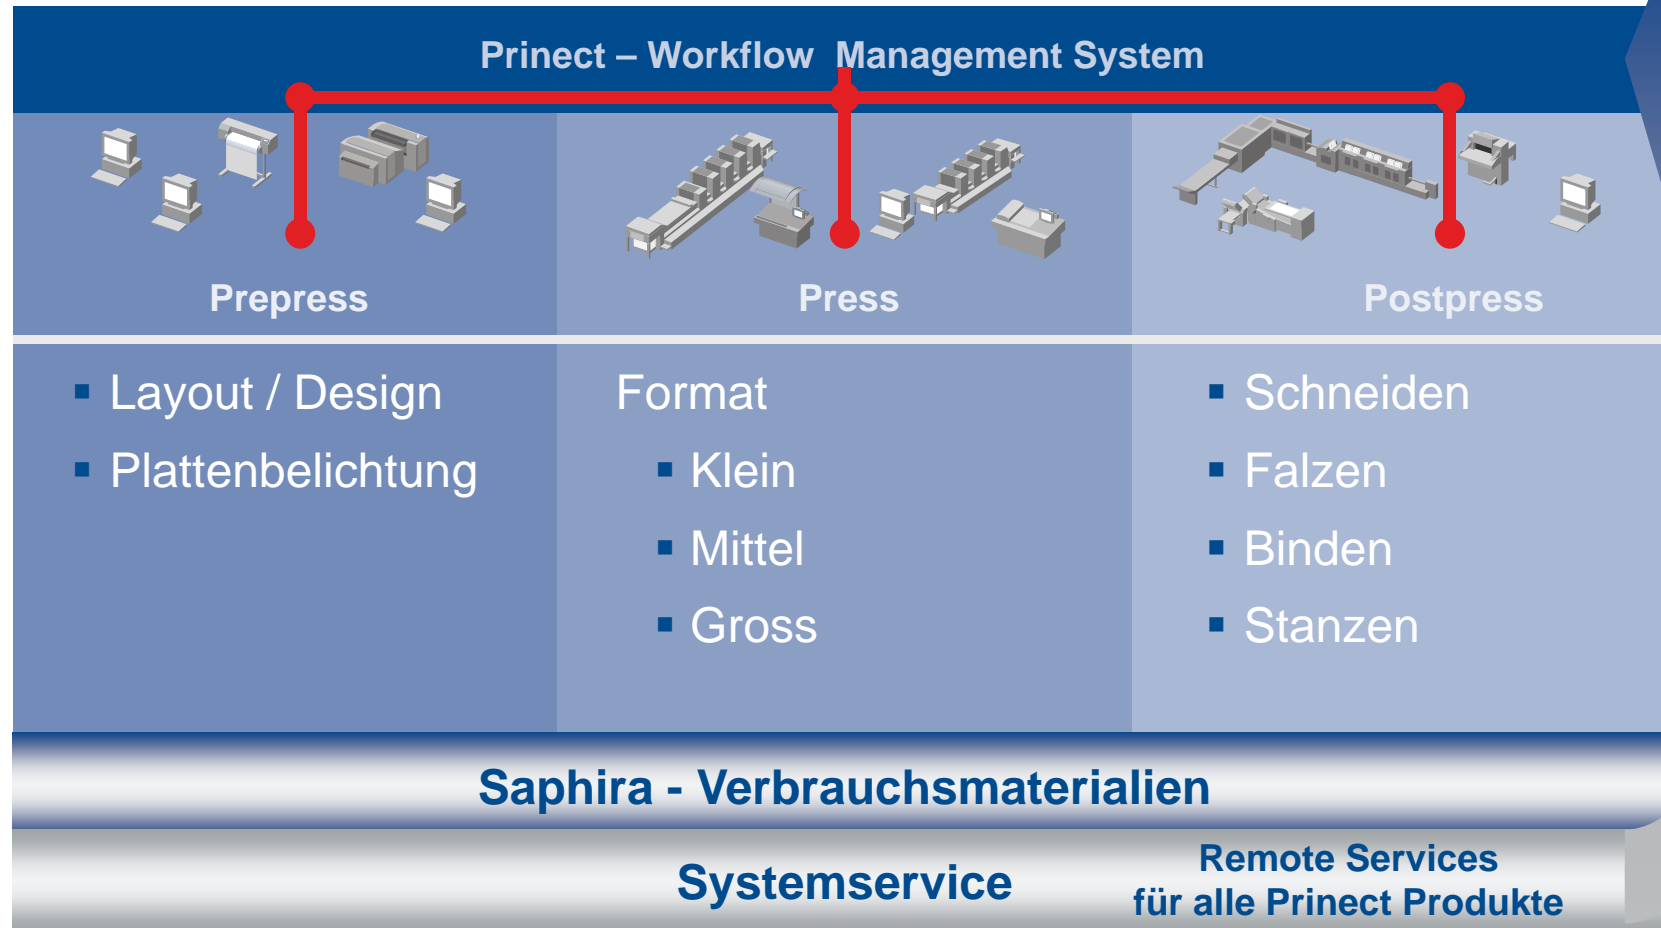 Prinect – Workflow Management System
Prepress
Press
Postpress
Layout / Design
Plattenbelichtung
Format
Klein
Mittel
Gross
Schneiden
Falzen
Binden
Stanzen
Saphira - Verbrauchsmaterialien
Systemservice
Remote Services
für alle Prinect Produkte